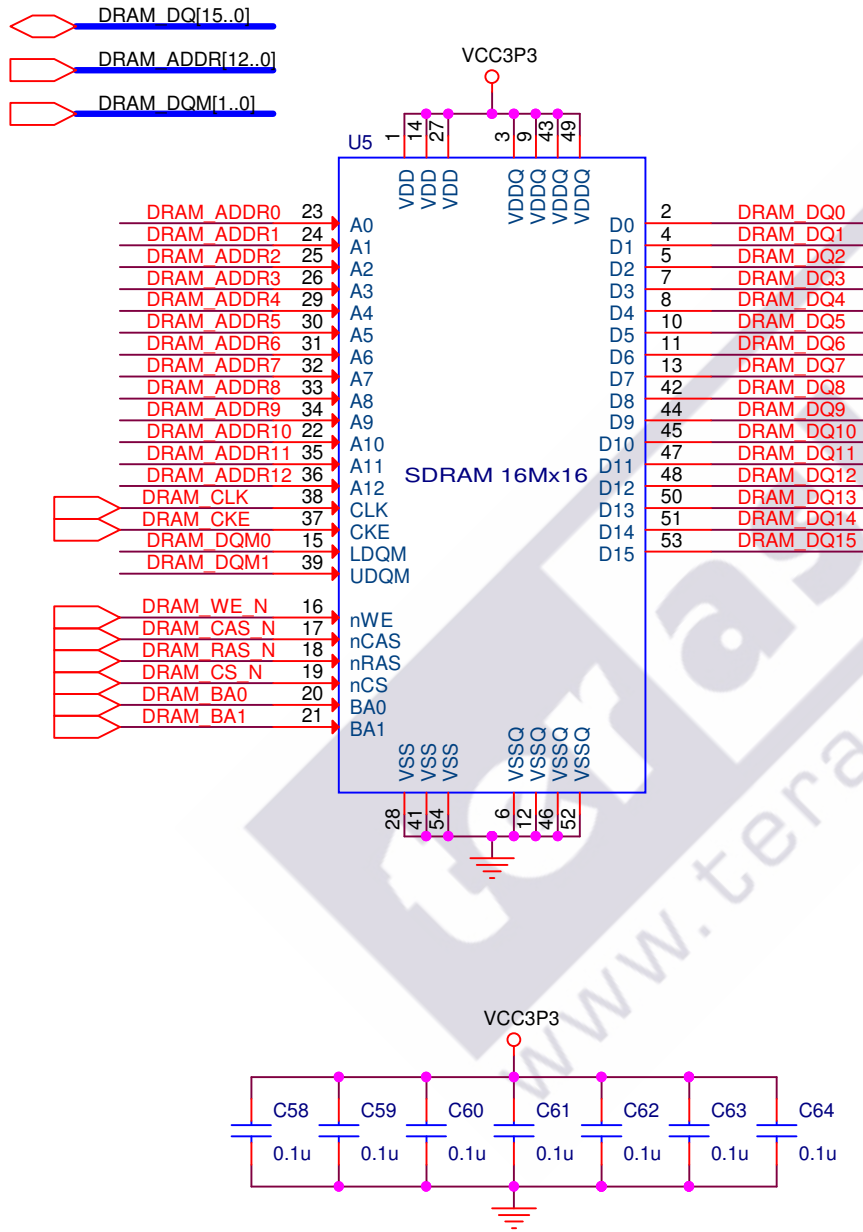 DRAM_DQ[15..0]
DRAM_ADDR[12..0]
DRAM_DQM[1..0]
VCC3P3
U5
1 14 27 3 9 43 49
VDD VDD VDD VDDQ VDDQ VDDQ VDDQ
DRAM_ADDR0 23 A0 D0 2 DRAM_DQ0
DRAM_ADDR1 24 A1 D1 4 DRAM_DQ1
DRAM_ADDR2 25 A2 D2 5 DRAM_DQ2
DRAM_ADDR3 26 A3 D3 7 DRAM_DQ3
DRAM_ADDR4 29 A4 D4 8 DRAM_DQ4
DRAM_ADDR5 30 A5 D5 10 DRAM_DQ5
DRAM_ADDR6 31 A6 D6 11 DRAM_DQ6
DRAM_ADDR7 32 A7 D7 13 DRAM_DQ7
DRAM_ADDR8 33 A8 D8 42 DRAM_DQ8
DRAM_ADDR9 34 A9 D9 44 DRAM_DQ9
DRAM_ADDR10 22 A10 D10 45 DRAM_DQ10
DRAM_ADDR11 35 A11 D11 47 DRAM_DQ11
SDRAM 16Mx16
DRAM_ADDR12 36 A12 D12 48 DRAM_DQ12
DRAM_CLK 38 CLK D13 50 DRAM_DQ13
DRAM_CKE 37 CKE D14 51 DRAM_DQ14
DRAM_DQM0 15 LDQM D15 53 DRAM_DQ15
DRAM_DQM1 39 UDQM
DRAM_WE_N 16 nWE
DRAM_CAS_N 17 nCAS
DRAM_RAS_N 18 nRAS
DRAM_CS_N 19 nCS
DRAM_BA0 20 BA0
DRAM_BA1 21 BA1
VSS VSS VSS VSSQ VSSQ VSSQ VSSQ
28 41 54 6 12 46 52
VCC3P3
C58 C59 C60 C61 C62 C63 C64
0.1u 0.1u 0.1u 0.1u 0.1u 0.1u 0.1u
teras
www.tera